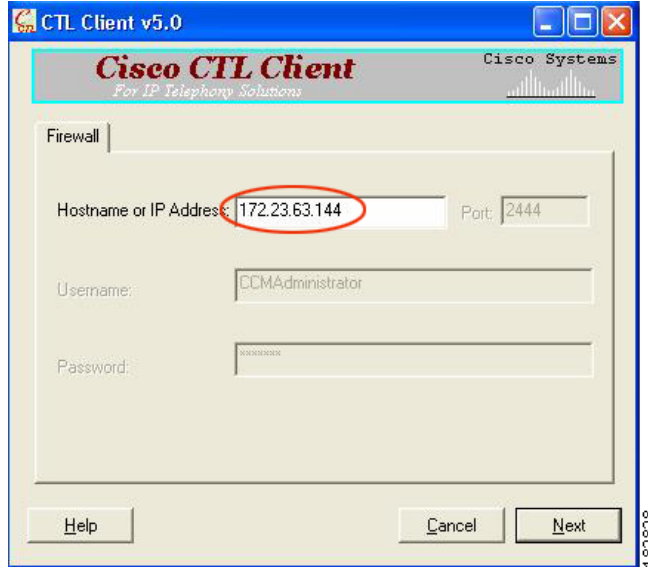 CTL Client v5.0
Cisco CTL Client
For IP Telephony Solutions
Cisco Systems
Firewall
Hostname or IP Address: 172.23.63.144 Port: 2444
Username: CCMAdministrator
Password: xxxxxxx
Help Cancel Next